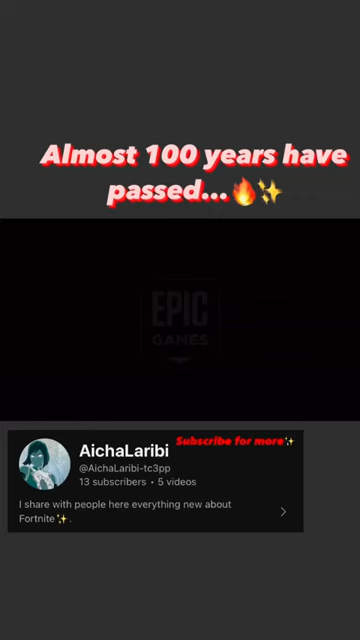 Almost 100 years have
passed...🔥✨
EPIC
GAMES
AichaLaribi
Subscribe for more✨
@AichaLaribi-tc3pp
13 subscribers • 5 videos
I share with people here everything new about
Fortnite✨ .